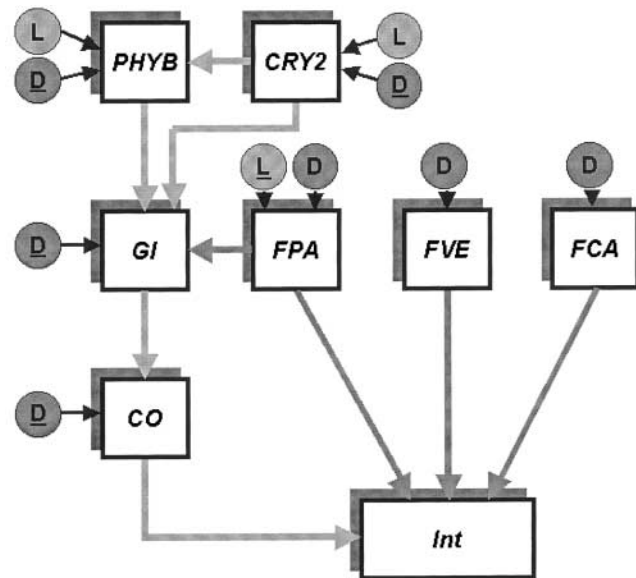 L PHYB CRY2 L
D D
L D D D
D GI FPA FVE FCA
D CO
Int